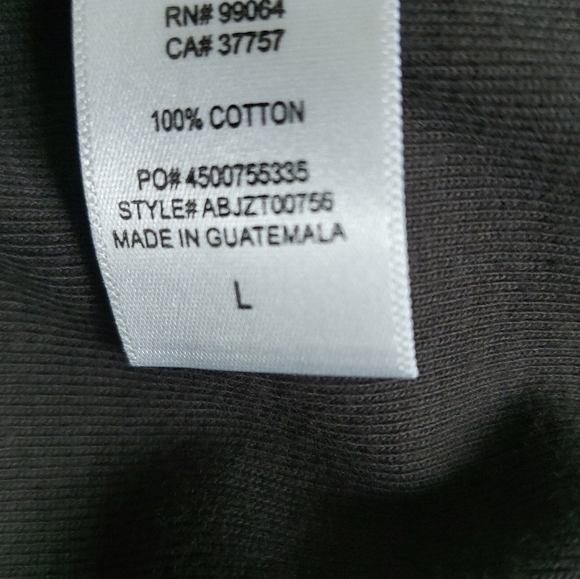 RN# 99064
CA# 37757
100% COTTON
PO# 4500755335
STYLE# ABJZT00756
MADE IN GUATEMALA
L